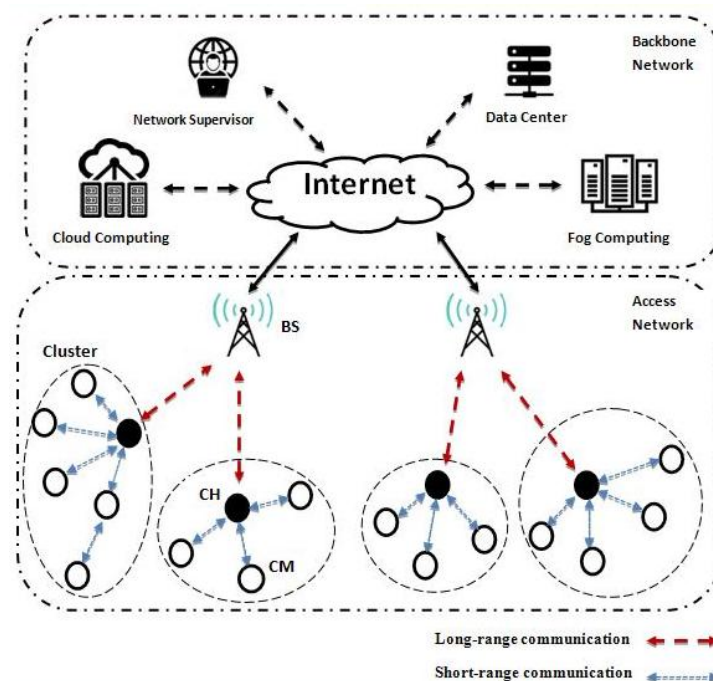 Backbone
Network
Network Supervisor
Data Center
Internet
Cloud Computing
Fog Computing
Access
Network
BS
Cluster
CH
CM
Long-range communication
Short-range communication